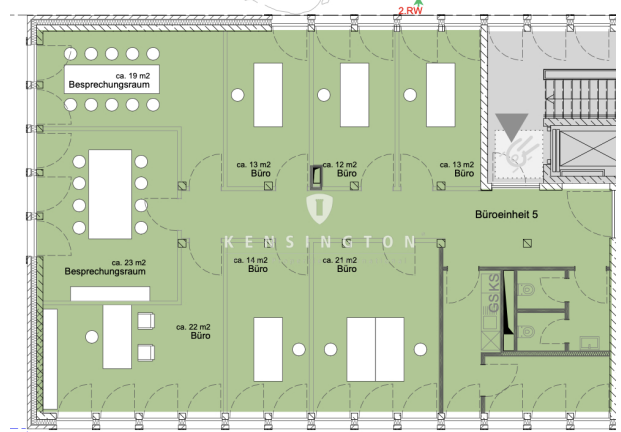 2.RW
ca. 19 m2
Besprechungsraum
ca. 13 m2
Büro
ca. 12 m2
Büro
ca. 13 m2
Büro
Büroeinheit 5
KENSINGTON
ca. 23 m2
Besprechungsraum
ca. 14 m2
Büro
ca. 21 m2
Büro
GSKS
ca. 22 m2
Büro